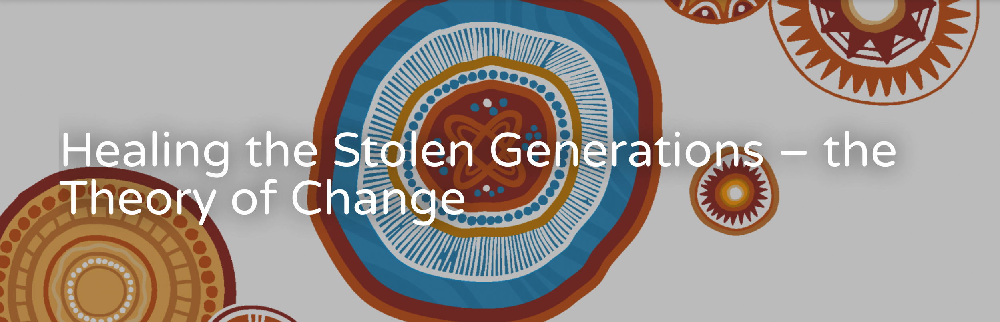 Healing the Stolen Generations — the
Theory of Change